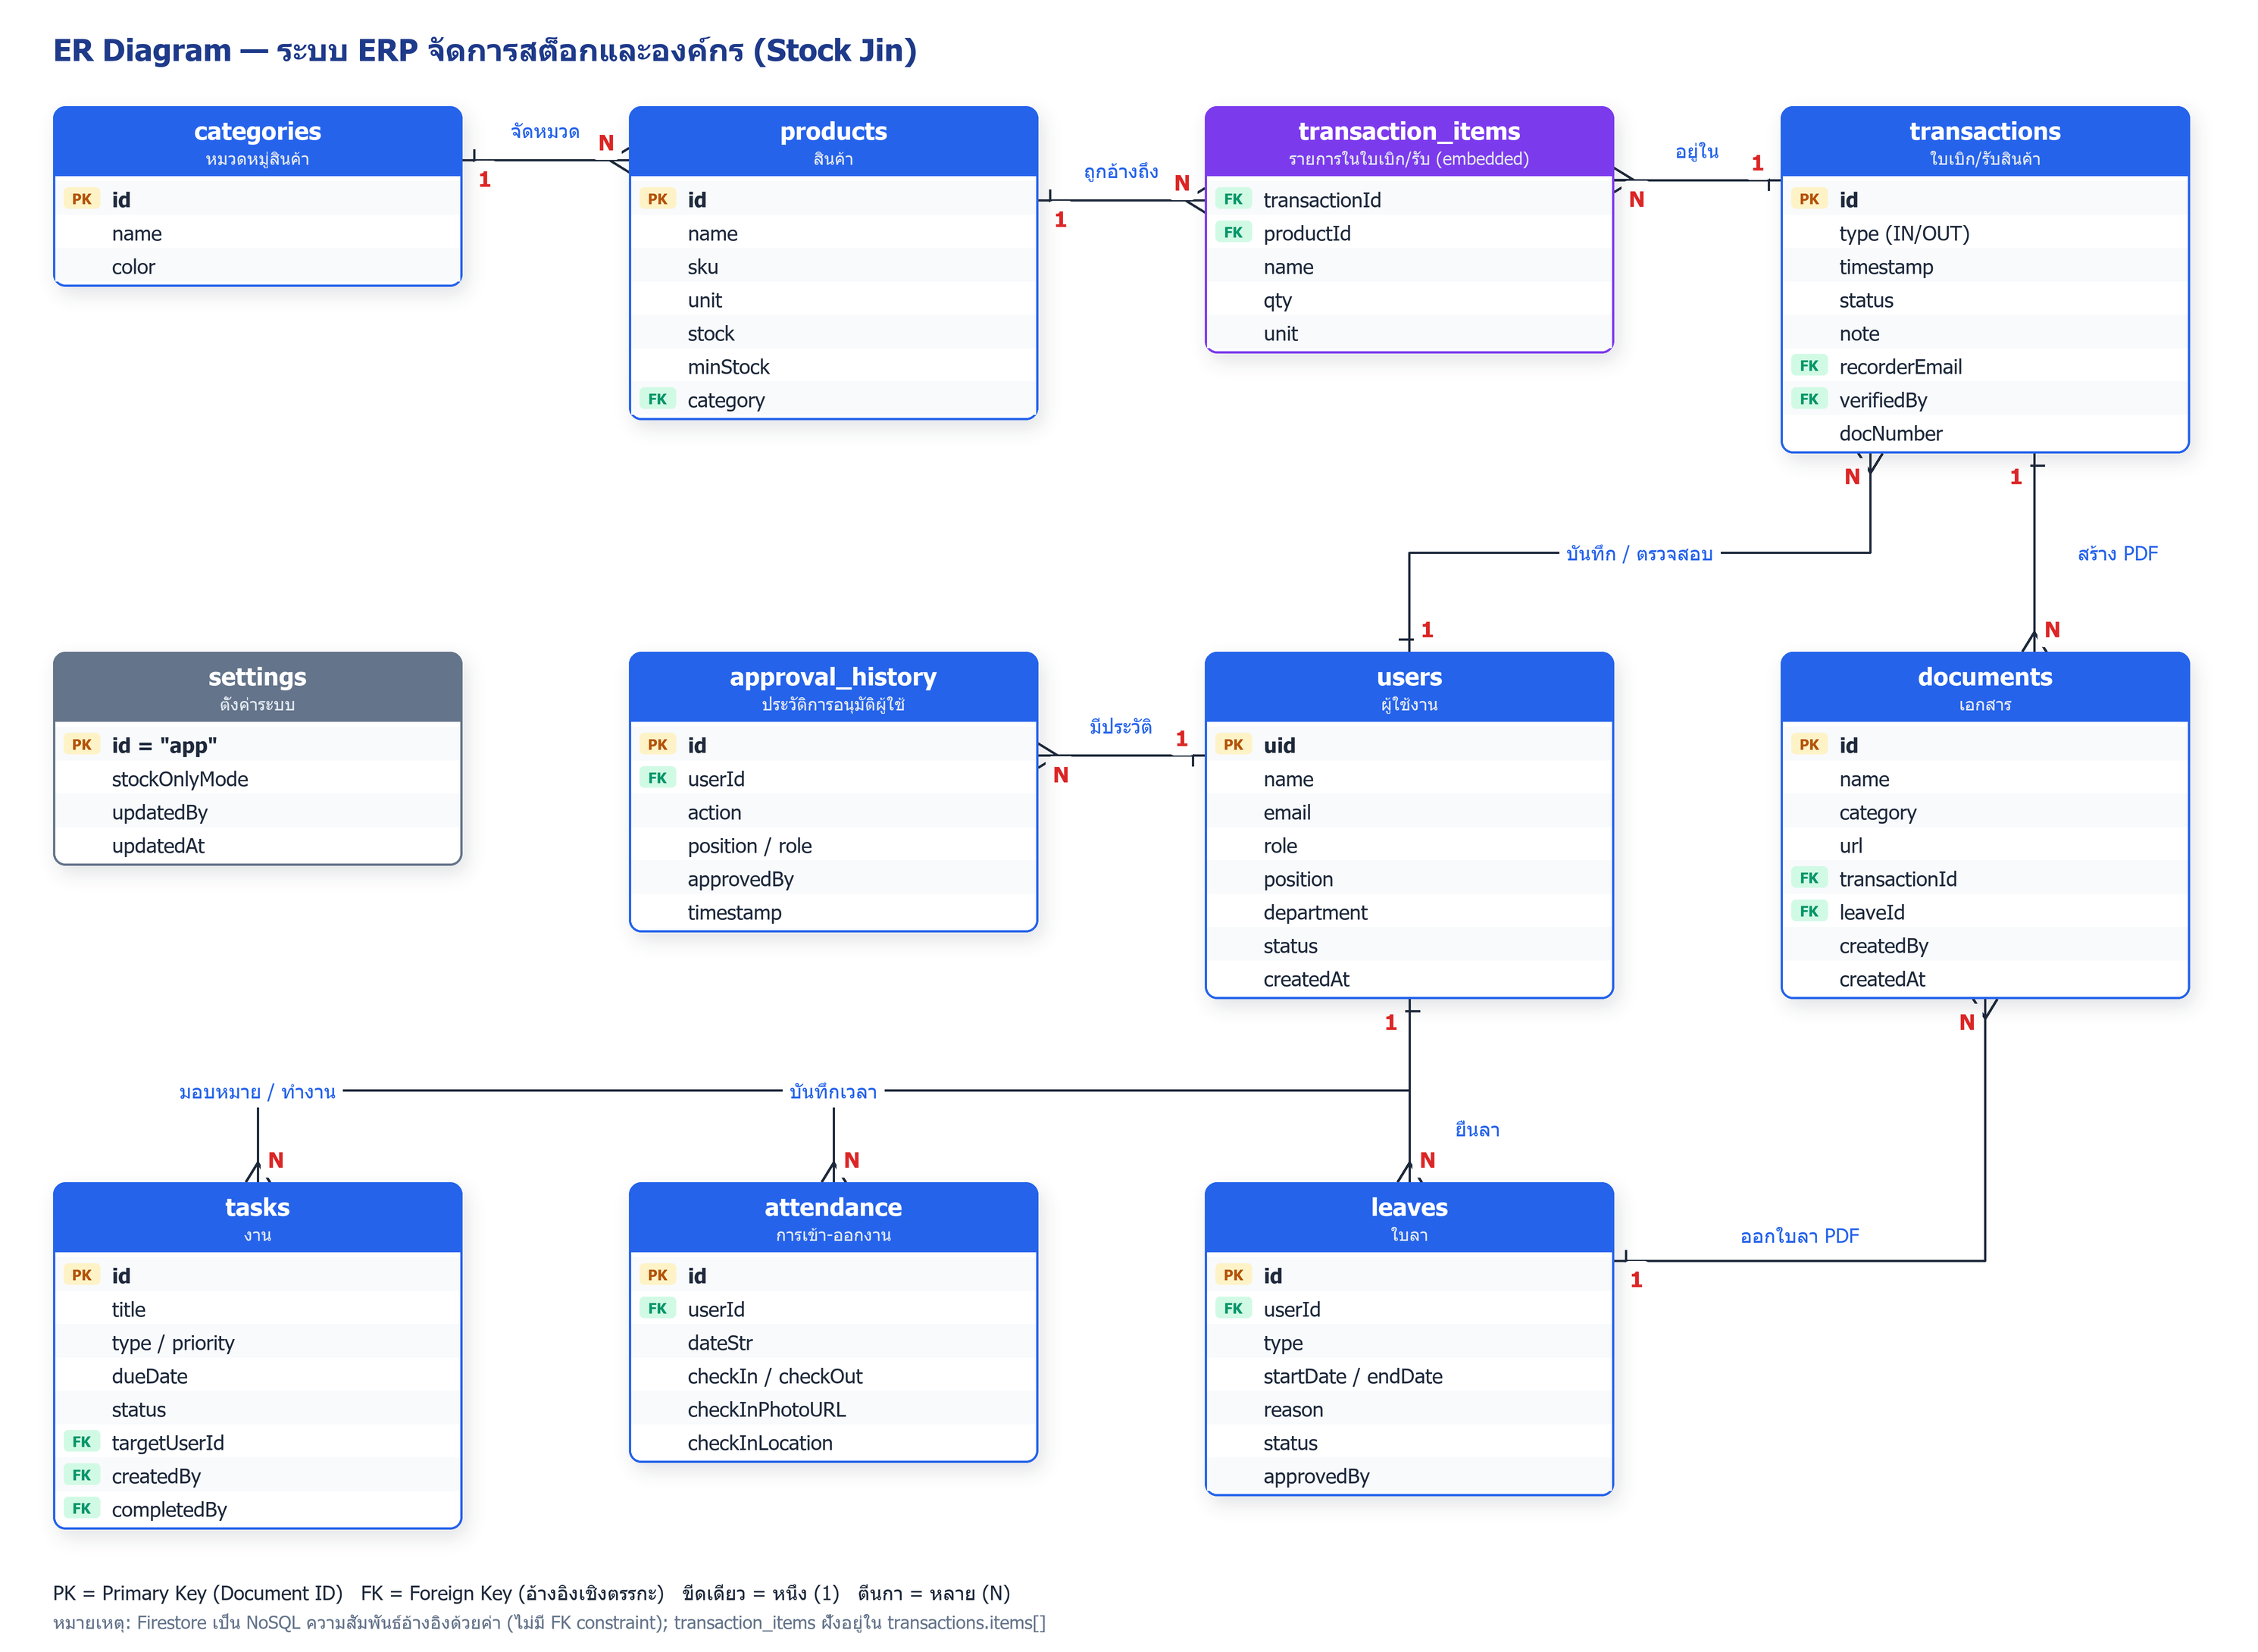 ER Diagram — ระบบ ERP จัดการสต็อกและองค์กร (Stock Jin)
categories
หมวดหมู่สินค้า
PK id
name
color
จัดหมวด
1
N
products
สินค้า
PK id
name
sku
unit
stock
minStock
FK category
ถูกอ้างถึง
1
N
transaction_items
รายการในใบเบิก/รับ (embedded)
FK transactionId
FK productId
name
qty
unit
อยู่ใน
N
1
transactions
ใบเบิก/รับสินค้า
PK id
type (IN/OUT)
timestamp
status
note
FK recorderEmail
FK verifiedBy
docNumber
N
1
บันทึก / ตรวจสอบ
สร้าง PDF
1
N
settings
ตั้งค่าระบบ
PK id = "app"
stockOnlyMode
updatedBy
updatedAt
approval_history
ประวัติการอนุมัติผู้ใช้
PK id
FK userId
action
position / role
approvedBy
timestamp
มีประวัติ
N
1
users
ผู้ใช้งาน
PK uid
name
email
role
position
department
status
createdAt
documents
เอกสาร
PK id
name
category
url
FK transactionId
FK leaveId
createdBy
createdAt
1
N
มอบหมาย / ทำงาน
บันทึกเวลา
ยื่นลา
N
N
N
tasks
งาน
PK id
title
type / priority
dueDate
status
FK targetUserId
FK createdBy
FK completedBy
attendance
การเข้า-ออกงาน
PK id
FK userId
dateStr
checkIn / checkOut
checkInPhotoURL
checkInLocation
leaves
ใบลา
PK id
FK userId
type
startDate / endDate
reason
status
approvedBy
ออกใบลา PDF
1
PK = Primary Key (Document ID) FK = Foreign Key (อ้างอิงเชิงตรรกะ) ขีดเดียว = หนึ่ง (1) ตีนกา = หลาย (N)
หมายเหตุ: Firestore เป็น NoSQL ความสัมพันธ์อ้างอิงด้วยค่า (ไม่มี FK constraint); transaction_items ฝังอยู่ใน transactions.items[]